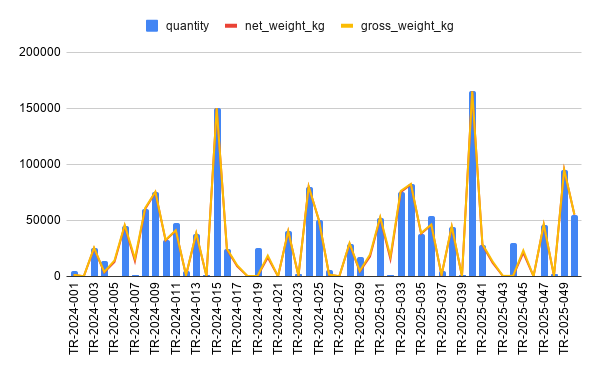 quantity net_weight_kg gross_weight_kg
200000
150000
100000
50000
0
TR-2024-001
TR-2024-003
TR-2024-005
TR-2024-007
TR-2024-009
TR-2024-011
TR-2024-013
TR-2024-015
TR-2024-017
TR-2024-019
TR-2024-021
TR-2024-023
TR-2024-025
TR-2025-027
TR-2025-029
TR-2025-031
TR-2025-033
TR-2025-035
TR-2025-037
TR-2025-039
TR-2025-041
TR-2025-043
TR-2025-045
TR-2025-047
TR-2025-049